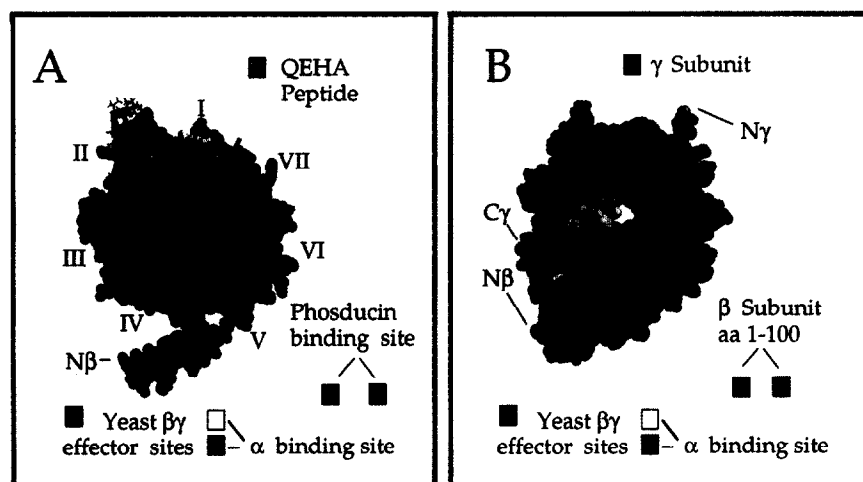 A
QEHA
Peptide
I
II
VII
III
VI
IV
V
Nβ
Phosducin
binding site
Yeast βγ
effector sites
α binding site
B
γ Subunit
Nγ
Cγ
Nβ
β Subunit
aa 1-100
Yeast βγ
effector sites
α binding site